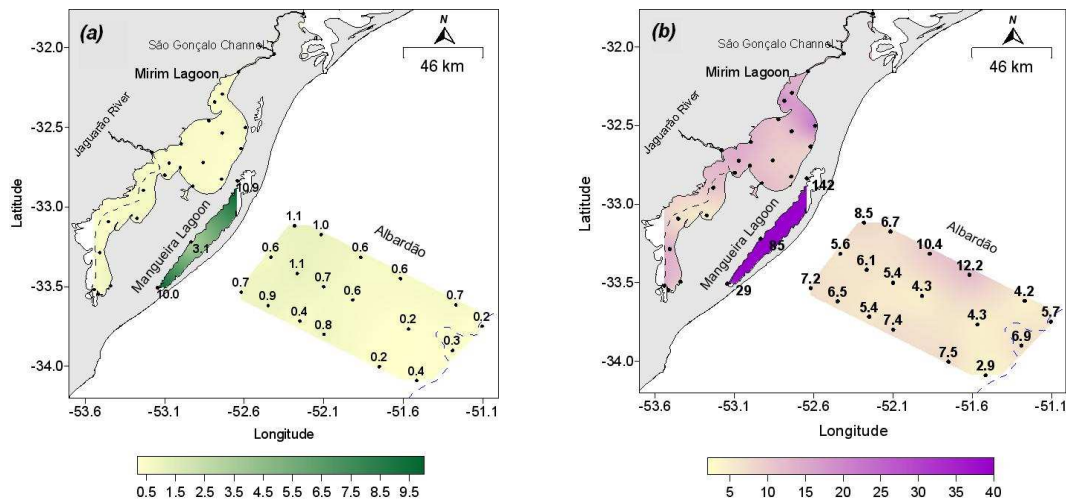 (a)
N
46 km
São Gonçalo Channel
Mirim Lagoon
Jaguarão River
Mangueira Lagoon
Albardão
10.9
3.1
10.0
1.1
1.0
0.6
0.6
0.6
0.7
0.2
1.1
0.7
0.6
0.7
0.9
0.4
0.8
0.2
0.3
0.2
0.4
Latitude
-32.0
-32.5
-33.0
-33.5
-34.0
-53.6 -53.1 -52.6 -52.1 -51.6 -51.1
Longitude
0.5 1.5 2.5 3.5 4.5 5.5 6.5 7.5 8.5 9.5
(b)
N
46 km
São Gonçalo Channel
Mirim Lagoon
Jaguarão River
Mangueira Lagoon
Albardão
142
85
29
8.5
6.7
5.6
10.4
12.2
4.2
5.7
6.1
5.4
4.3
7.2
6.5
5.4
7.4
4.3
6.9
7.5
2.9
Latitude
-32.0
-32.5
-33.0
-33.5
-34.0
-53.6 -53.1 -52.6 -52.1 -51.6 -51.1
Longitude
5 10 15 20 25 30 35 40